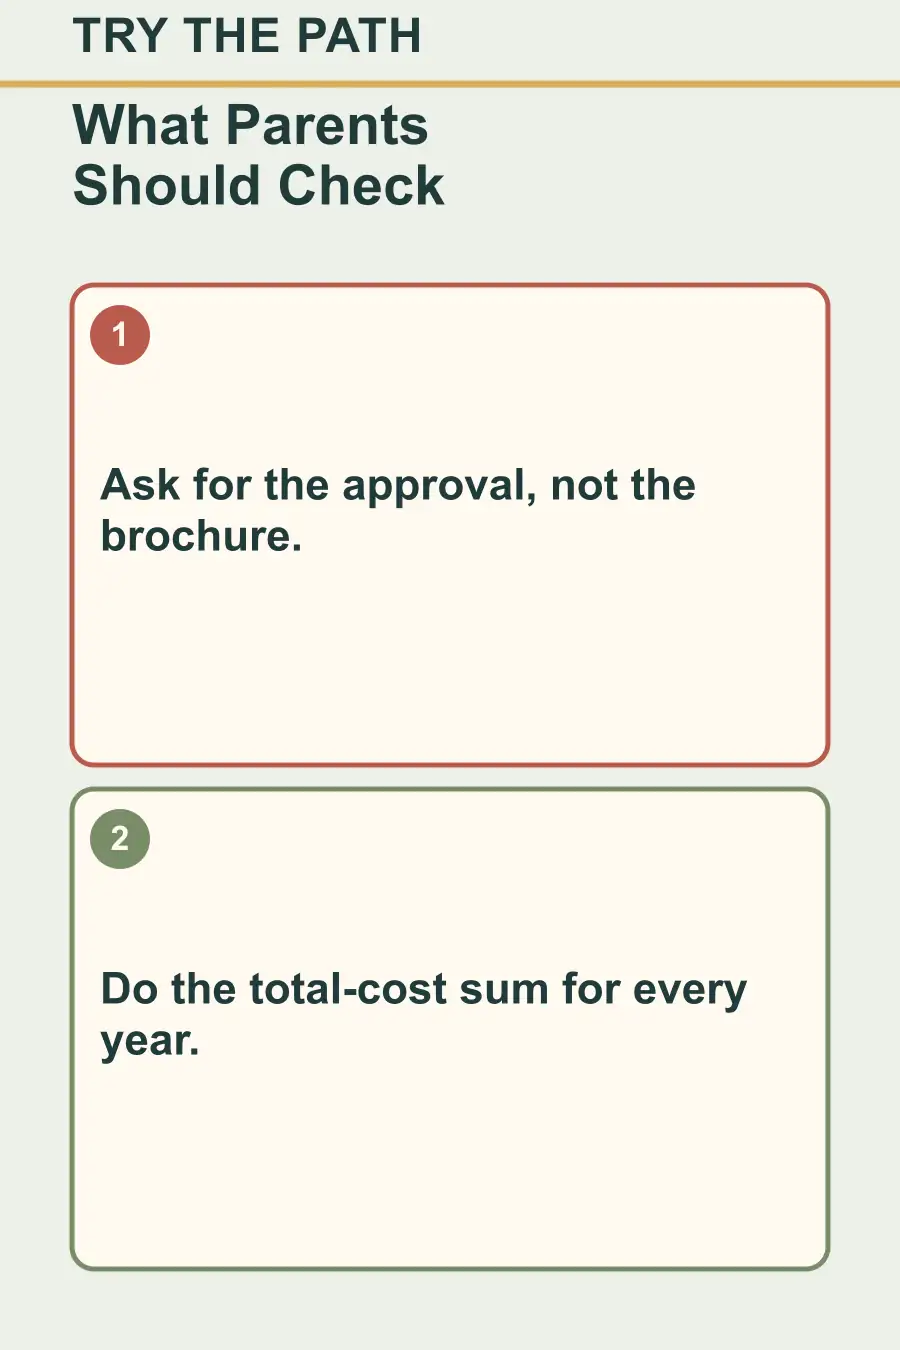 TRY THE PATH
What Parents
Should Check
1
Ask for the approval, not the
brochure.
2
Do the total-cost sum for every
year.